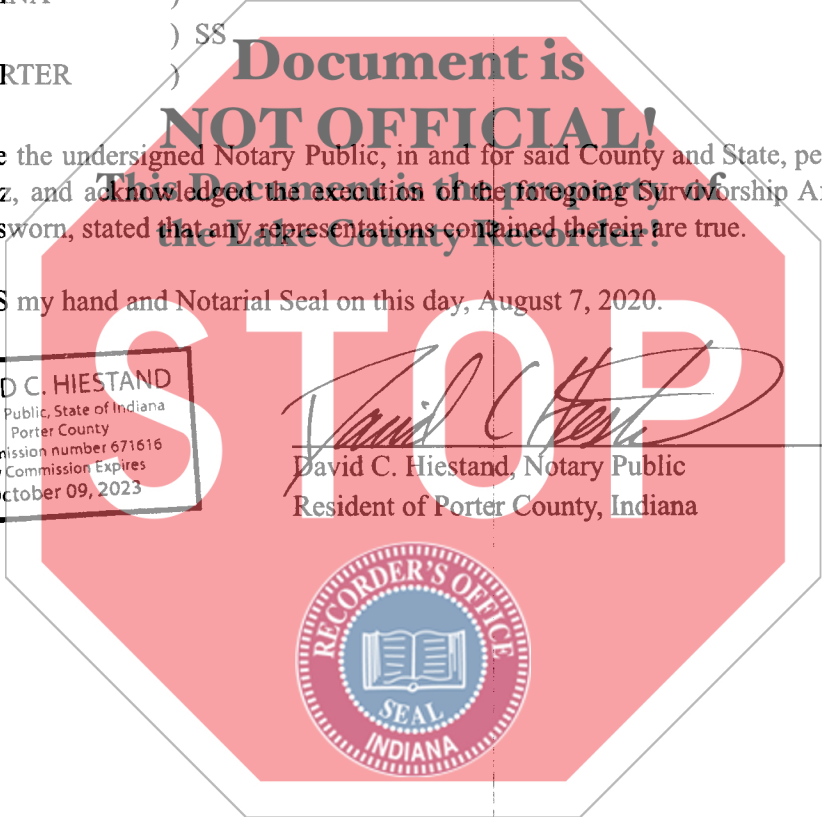 ) SS
RTER )
Document is
NOT OFFICIAL!
This Document is the property of
the Lake County Recorder!
the undersigned Notary Public, in and for said County and State,
and acknowledged the execution of the foregoing Survivorship
sworn, stated that any representations contained therein are true.
my hand and Notarial Seal on this day, August 7, 2020.
STOP
D C. HIESTAND
Public, State of Indiana
Porter County
mission number 671616
Commission Expires
ctober 09, 2023
David C. Hiestand, Notary Public
Resident of Porter County, Indiana
RECORDER'S OFFICE
SEAL
INDIANA